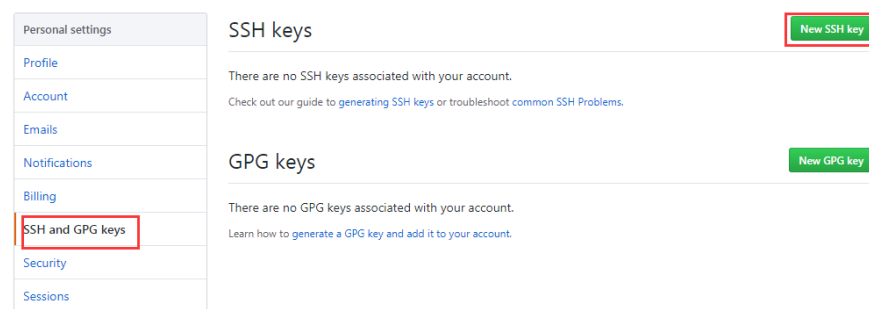 Personal settings
Profile
Account
Emails
Notifications
Billing
SSH and GPG keys
Security
Sessions
SSH keys
New SSH key
There are no SSH keys associated with your account.
Check out our guide to generating SSH keys or troubleshoot common SSH Problems.
GPG keys
New GPG key
There are no GPG keys associated with your account.
Learn how to generate a GPG key and add it to your account.